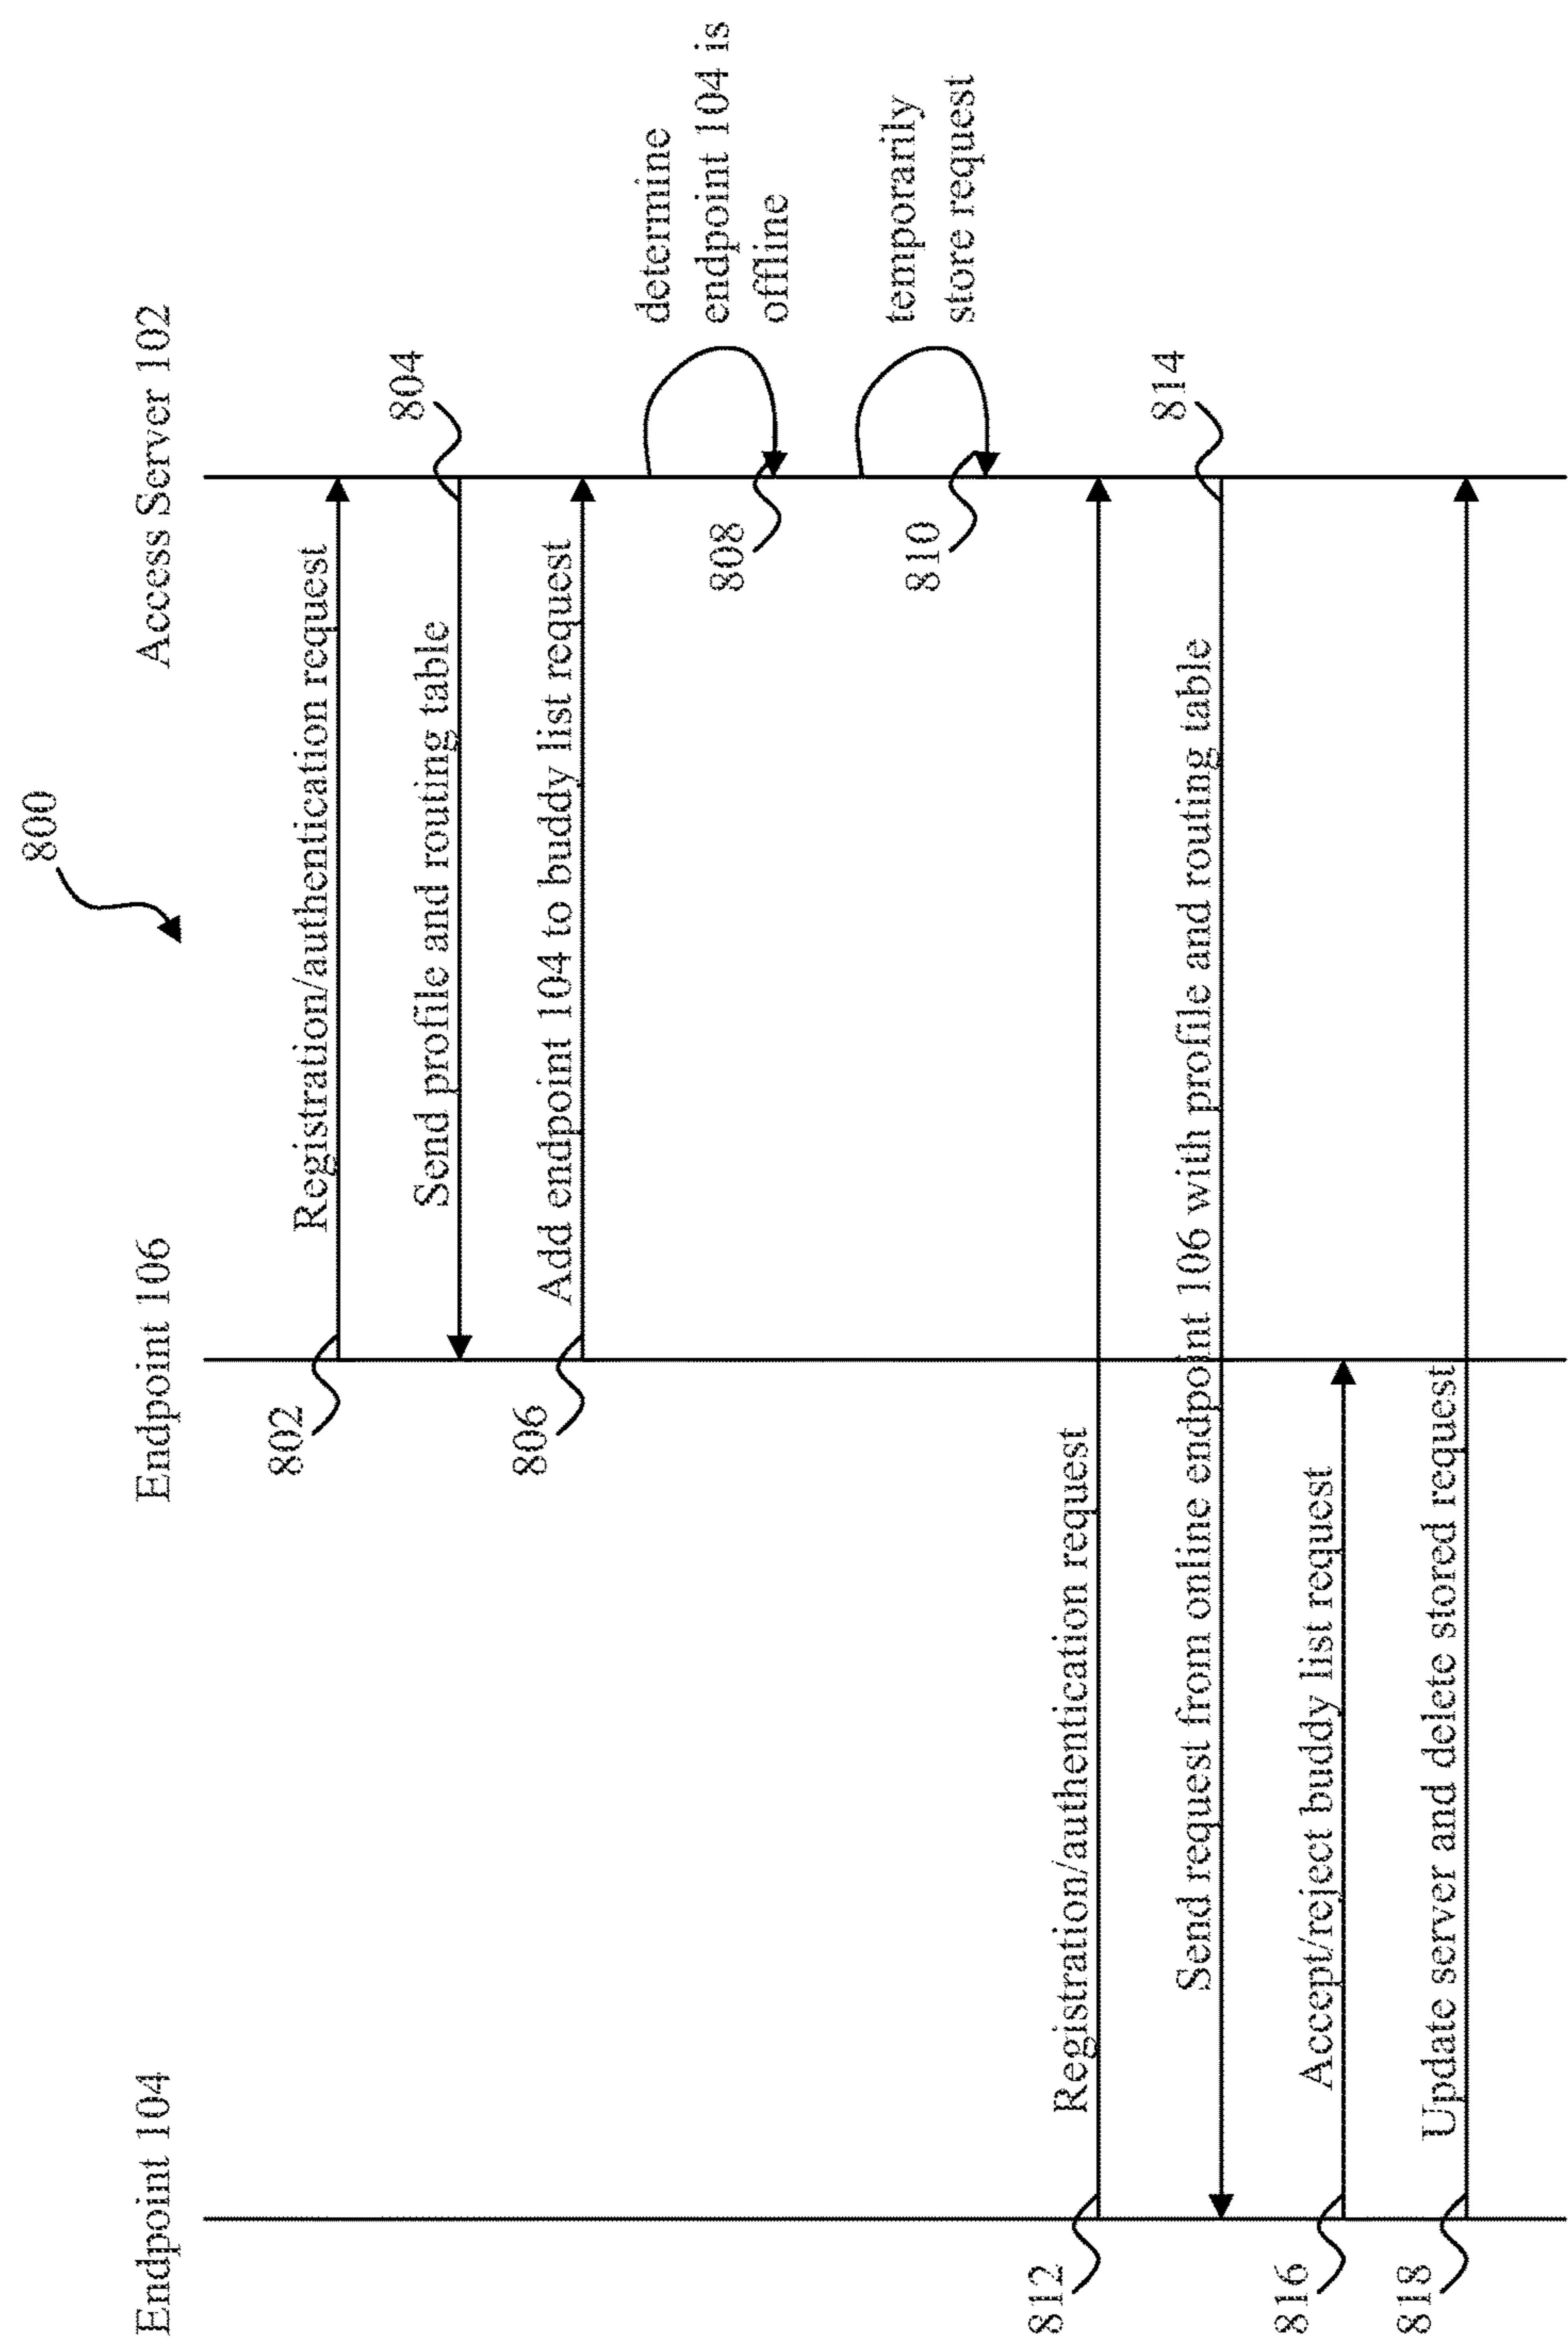 800
Endpoint 104
Endpoint 106
Access Server 102
802
Registration/authentication request
804
Send profile and routing table
806
Add endpoint 104 to buddy list request
808
determine
endpoint 104 is
offline
810
temporarily
store request
812
Registration/authentication request
814
Send request from online endpoint 106 with profile and routing table
816
Accept/reject buddy list request
818
Update server and delete stored request